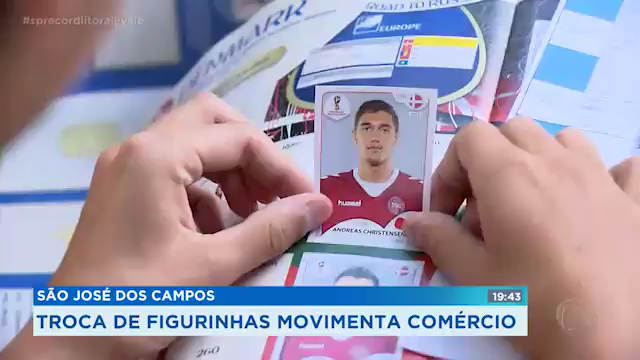 #sprecordlitoralevale
ROAD TO RUSSIA
EUROPE
DENMARK
hummel
ANDREAS CHRISTENSEN
SÃO JOSÉ DOS CAMPOS
19:43
TROCA DE FIGURINHAS MOVIMENTA COMÉRCIO
260